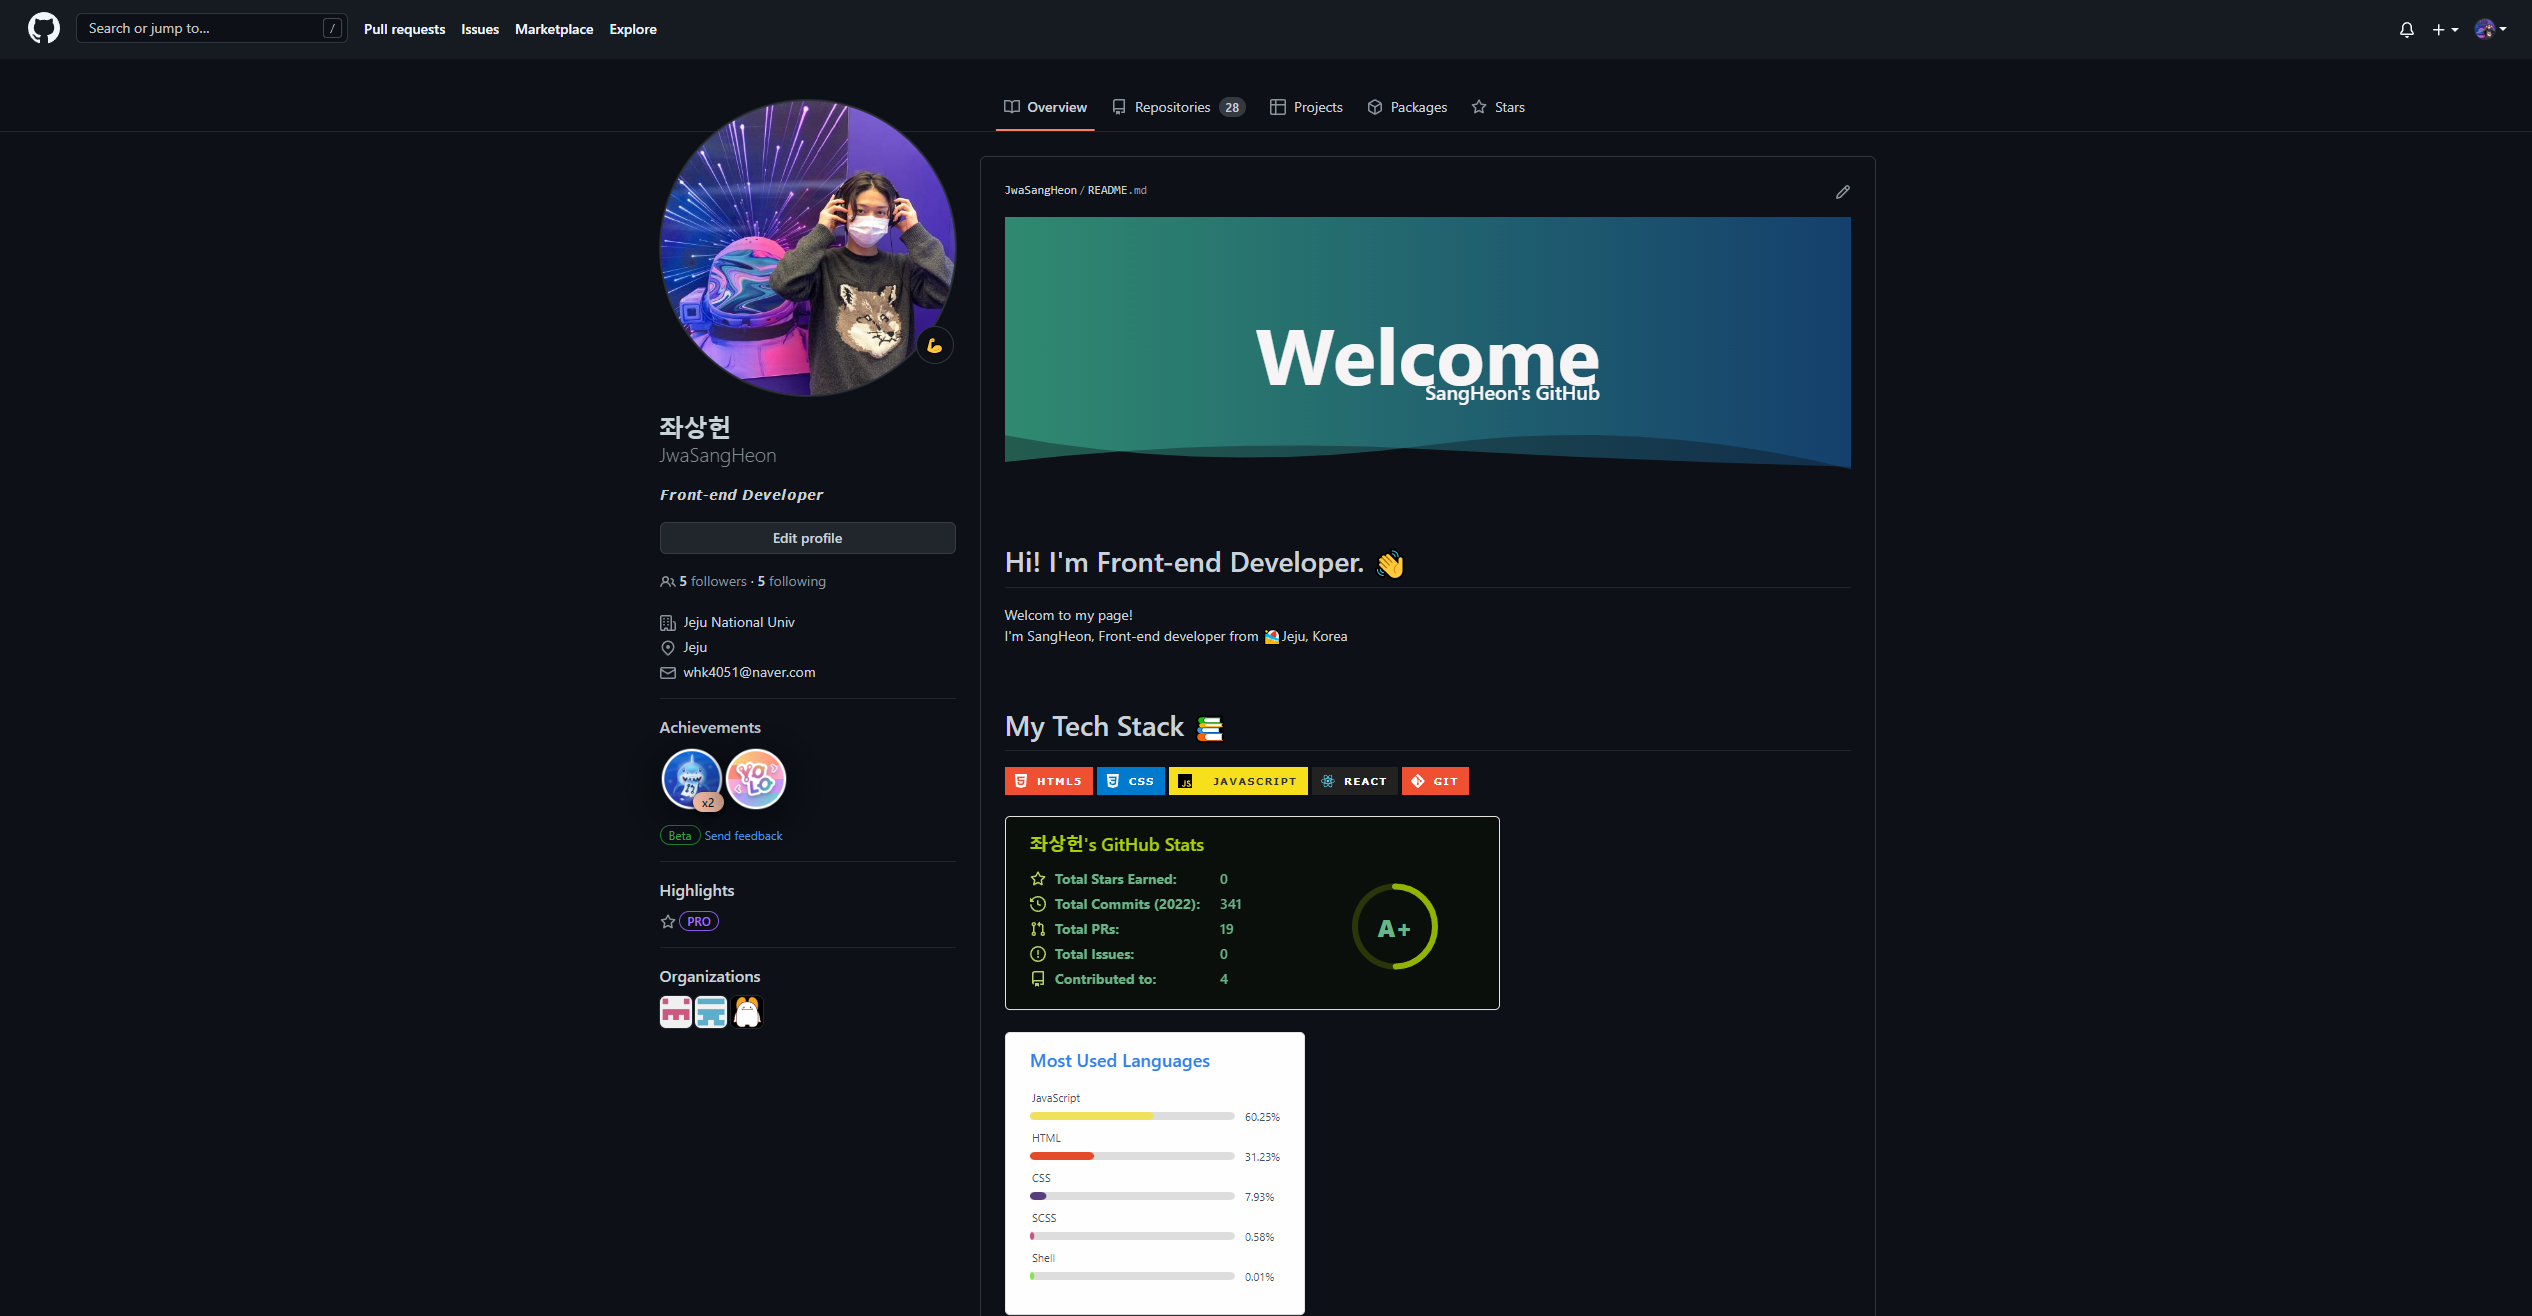 Search or jump to...
/
Pull requests
Issues
Marketplace
Explore
Overview
Repositories 28
Projects
Packages
Stars
좌상헌
JwaSangHeon
Front-end Developer
Edit profile
5 followers · 5 following
Jeju National Univ
Jeju
whk4051@naver.com
Achievements
x2
YOLO
Beta Send feedback
Highlights
PRO
Organizations
JwaSangHeon / README.md
Welcome
SangHeon's GitHub
Hi! I'm Front-end Developer. 👋
Welcom to my page!
I'm SangHeon, Front-end developer from 🏖️Jeju, Korea
My Tech Stack 📚
HTML5
CSS
JS JAVASCRIPT
REACT
GIT
좌상헌's GitHub Stats
Total Stars Earned: 0
Total Commits (2022): 341
Total PRs: 19
Total Issues: 0
Contributed to: 4
A+
Most Used Languages
JavaScript
60.25%
HTML
31.23%
CSS
7.93%
SCSS
0.58%
Shell
0.01%